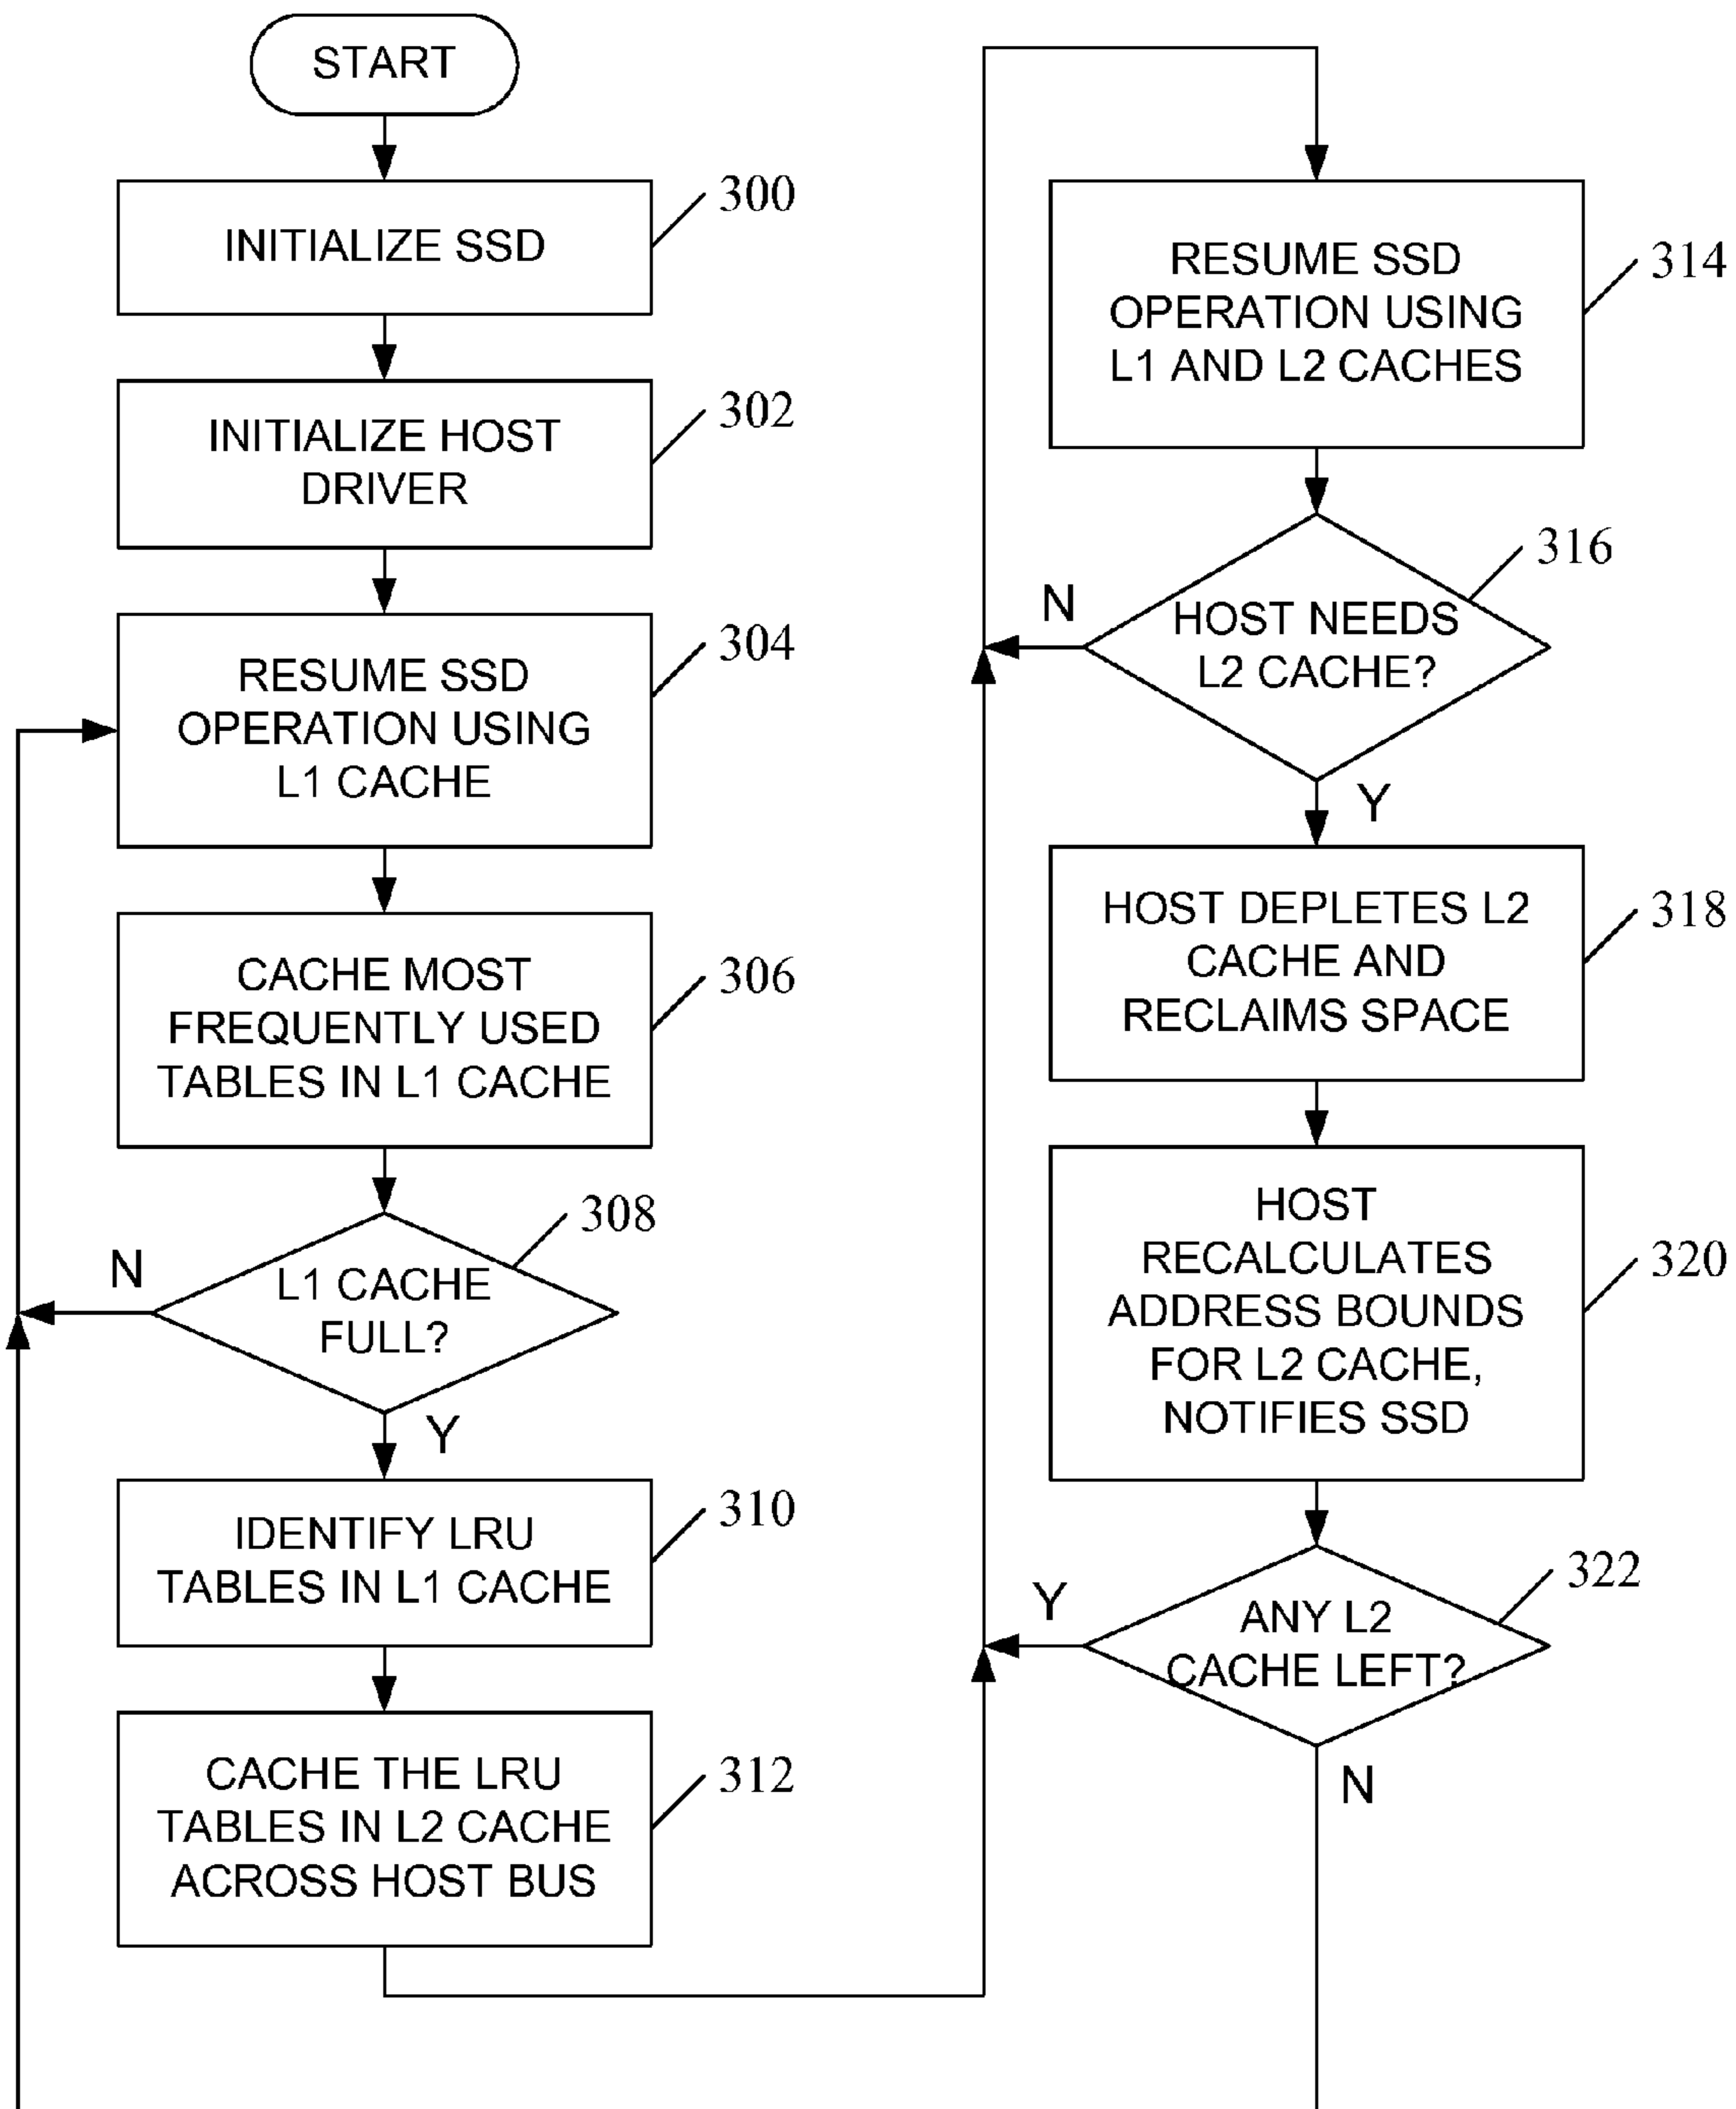 START
INITIALIZE SSD
300
INITIALIZE HOST
DRIVER
302
RESUME SSD
OPERATION USING
L1 CACHE
304
CACHE MOST
FREQUENTLY USED
TABLES IN L1 CACHE
306
L1 CACHE
FULL?
308
N
Y
IDENTIFY LRU
TABLES IN L1 CACHE
310
CACHE THE LRU
TABLES IN L2 CACHE
ACROSS HOST BUS
312
RESUME SSD
OPERATION USING
L1 AND L2 CACHES
314
HOST NEEDS
L2 CACHE?
316
N
Y
HOST DEPLETES L2
CACHE AND
RECLAIMS SPACE
318
HOST
RECALCULATES
ADDRESS BOUNDS
FOR L2 CACHE,
NOTIFIES SSD
320
ANY L2
CACHE LEFT?
322
Y
N